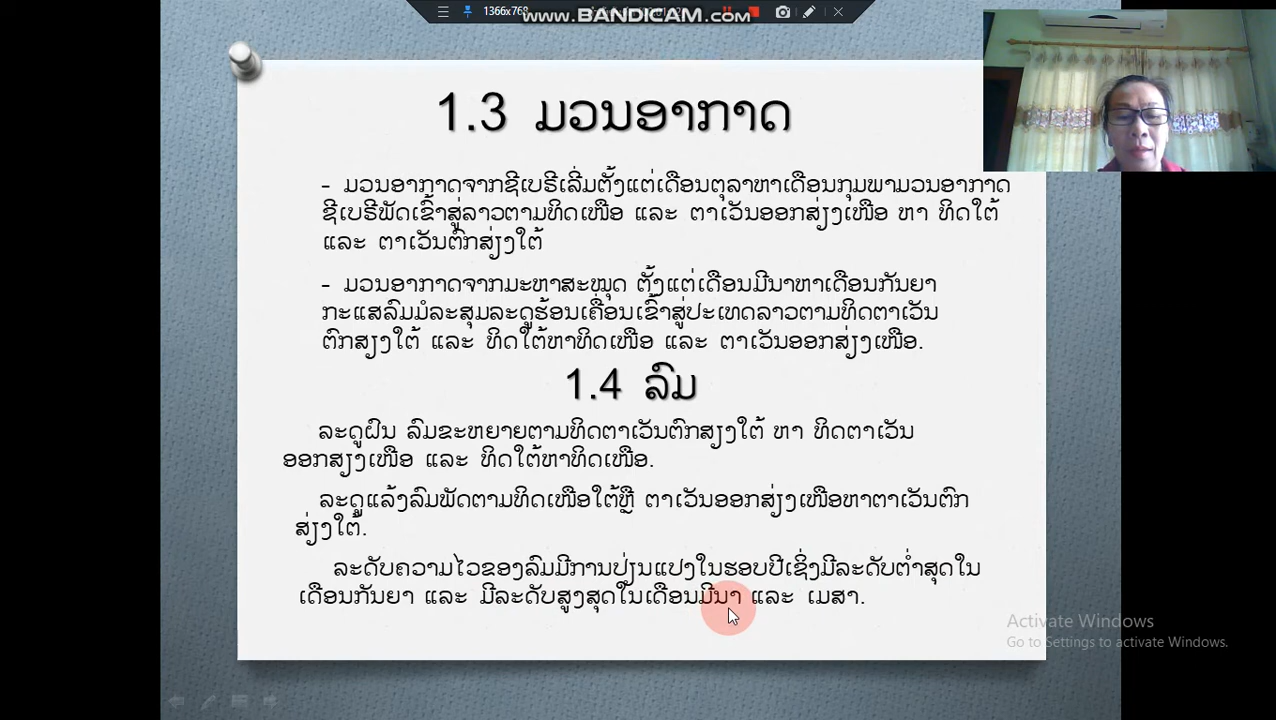 1366x768
www.BANDICAM.com
1.3 ມວນອາກາດ
- ມວນອາກາດຈາກຊີເບຣີເລີ່ມຕັ້ງແຕ່ເດືອນຕຸລາຫາເດືອນກຸມພາມວນອາກາດ
ຊີເບຣີພັດເຂົ້າສູ່ລາວຕາມທິດເໜືອ ແລະ ຕາເວັນອອກສ່ຽງເໜືອ ຫາ ທິດໃຕ້
ແລະ ຕາເວັນຕົກສ່ຽງໃຕ້
- ມວນອາກາດຈາກມະຫາສະໝຸດ ຕັ້ງແຕ່ເດືອນມີນາຫາເດືອນກັນຍາ
ກະແສລົມມໍລະສຸມລະດູຮ້ອນເຄື່ອນເຂົ້າສູ່ປະເທດລາວຕາມທິດຕາເວັນ
ຕົກສຽງໃຕ້ ແລະ ທິດໃຕ້ຫາທິດເໜືອ ແລະ ຕາເວັນອອກສ່ຽງເໜືອ.
1.4 ລົມ
ລະດູຝົນ ລົມຂະຫຍາຍຕາມທິດຕາເວັນຕົກສຽງໃຕ້ ຫາ ທິດຕາເວັນ
ອອກສຽງເໜືອ ແລະ ທິດໃຕ້ຫາທິດເໜືອ.
ລະດູແລ້ງລົມພັດຕາມທິດເໜືອໃຕ້ຫຼື ຕາເວັນອອກສ່ຽງເໜືອຫາຕາເວັນຕົກ
ສ່ຽງໃຕ້.
ລະດັບຄວາມໄວຂອງລົມມີການປ່ຽນແປງໃນຮອບປີເຊິ່ງມີລະດັບຕ່ຳສຸດໃນ
ເດືອນກັນຍາ ແລະ ມີລະດັບສູງສຸດໃນເດືອນມີນາ ແລະ ເມສາ.
Activate Windows
Go to Settings to activate Windows.